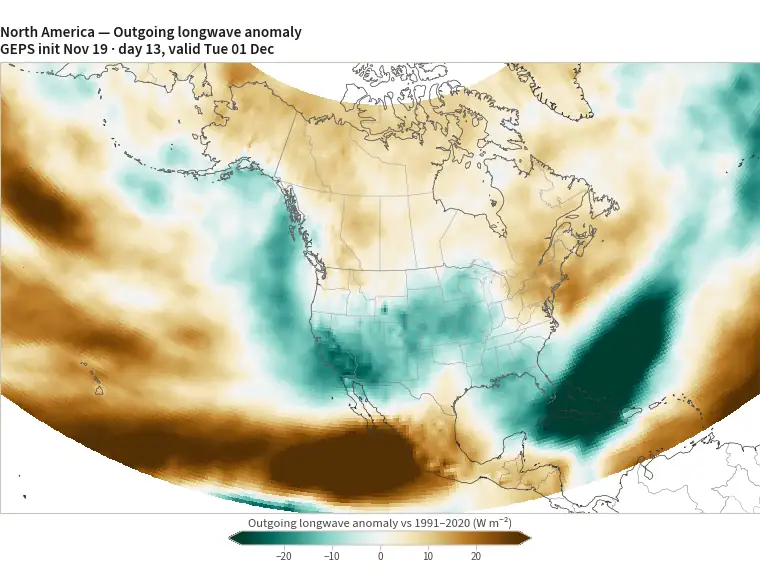 North America — Outgoing longwave anomaly
GEPS init Nov 19 · day 13, valid Tue 01 Dec
Outgoing longwave anomaly vs 1991–2020 (W m⁻²)
−20 −10 0 10 20